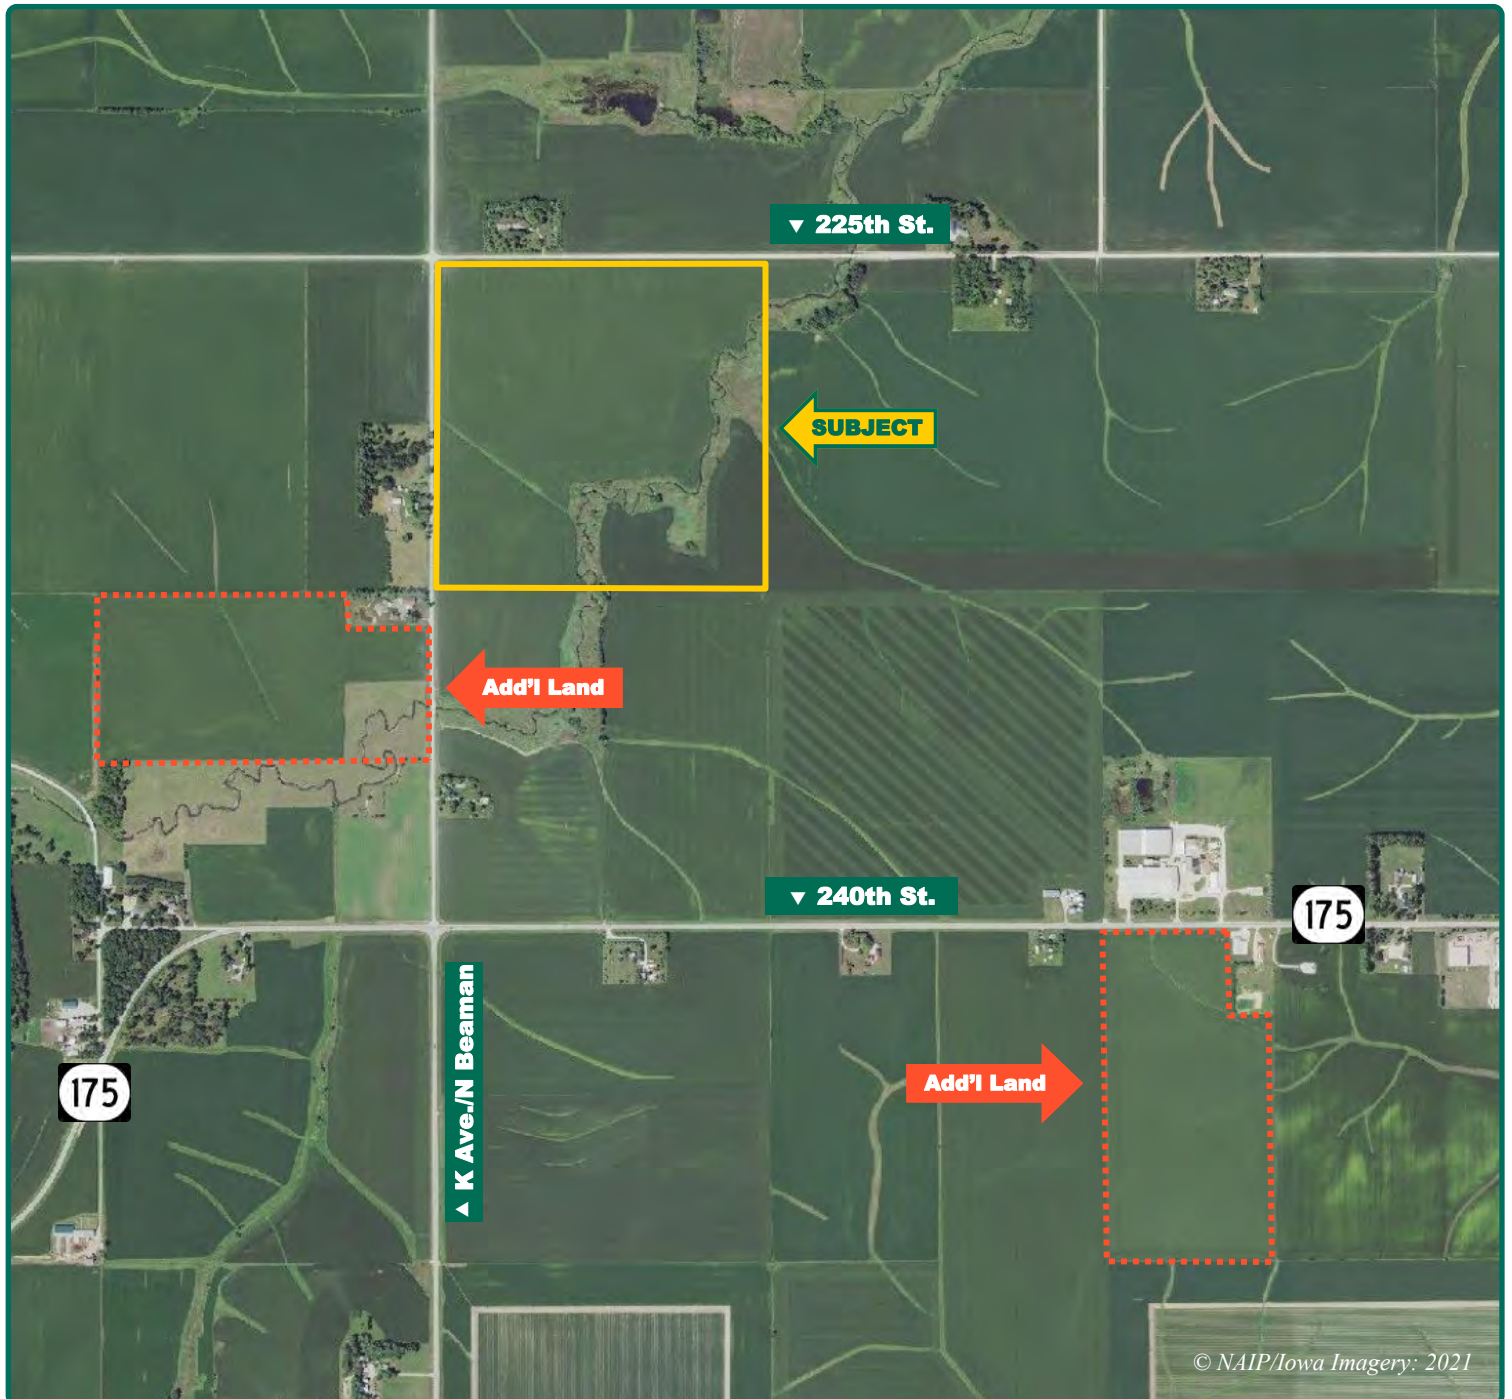 ▼ 225th St.
SUBJECT
Add'l Land
▼ 240th St.
175
▲ K Ave./N Beaman
Add'l Land
175
© NAIP/Iowa Imagery: 2021